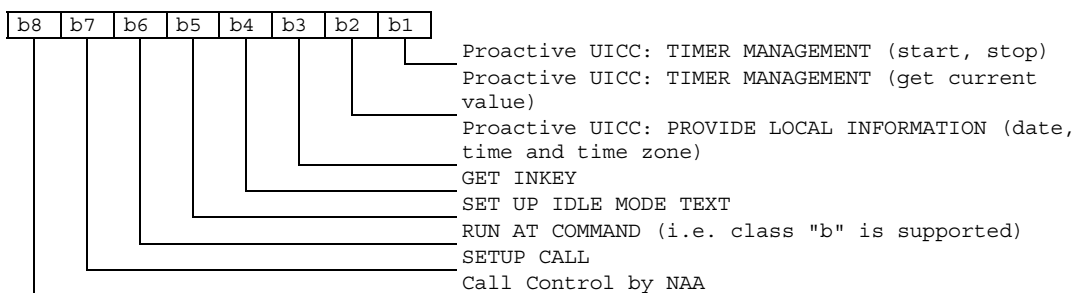 b8 b7 b6 b5 b4 b3 b2 b1
Proactive UICC: TIMER MANAGEMENT (start, stop)
Proactive UICC: TIMER MANAGEMENT (get current
value)
Proactive UICC: PROVIDE LOCAL INFORMATION (date,
time and time zone)
GET INKEY
SET UP IDLE MODE TEXT
RUN AT COMMAND (i.e. class "b" is supported)
SETUP CALL
Call Control by NAA